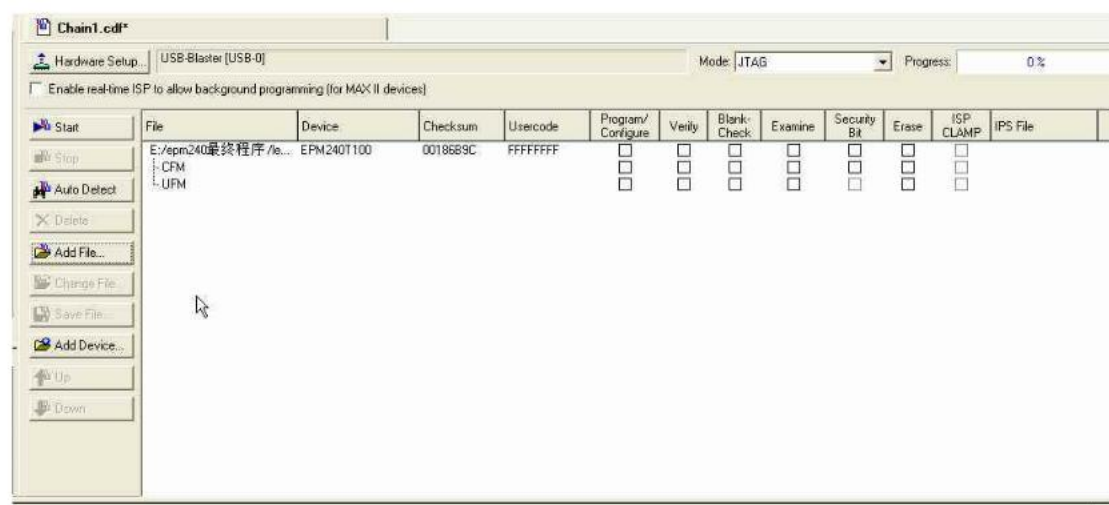 Chain1.cdf*
Hardware Setup... USB-Blaster [USB-0] Mode: JTAG Progress: 0 %
Enable real-time ISP to allow background programming (for MAX II devices)
Start
Stop
Auto Detect
Delete
Add File...
Change File...
Save File...
Add Device...
Up
Down
File Device Checksum Usercode Program/ Configure Verify Blank- Check Examine Security Bit Erase ISP CLAMP IPS File
E:/epm240最终程序/le... EPM240T100 00186B9C FFFFFFFF
CFM
UFM